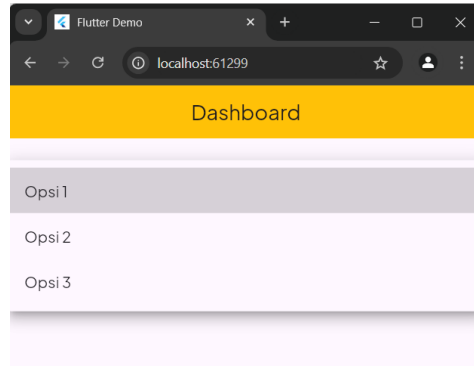 Flutter Demo
localhost:61299
Dashboard
Opsi 1
Opsi 2
Opsi 3